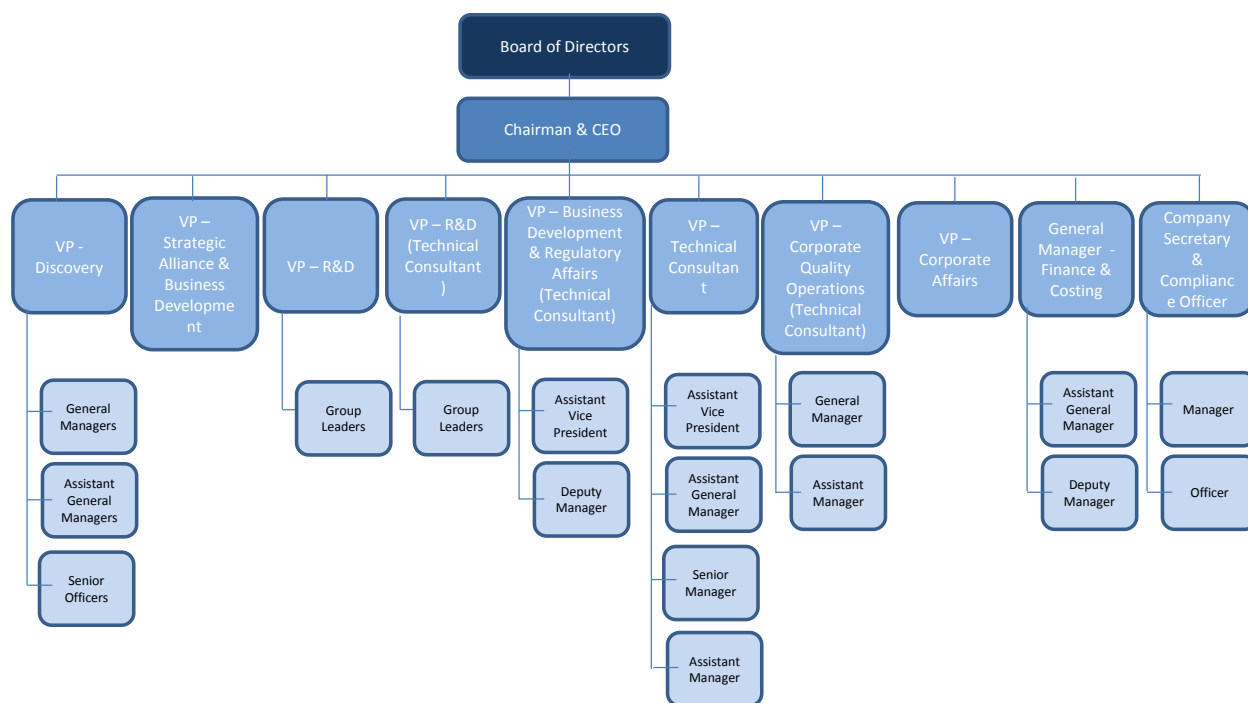 Board of Directors
Chairman & CEO
VP -
Discovery
VP –
Strategic
Alliance &
Business
Developme
nt
VP – R&D
VP – R&D
(Technical
Consultant
)
VP – Business
Development
& Regulatory
Affairs
(Technical
Consultant)
VP –
Technical
Consultan
t
VP –
Corporate
Quality
Operations
(Technical
Consultant)
VP –
Corporate
Affairs
General
Manager -
Finance &
Costing
Company
Secretary
&
Complianc
e Officer
General
Managers
Assistant
General
Managers
Senior
Officers
Group
Leaders
Group
Leaders
Assistant
Vice
President
Deputy
Manager
Assistant
Vice
President
Assistant
General
Manager
Senior
Manager
Assistant
Manager
General
Manager
Assistant
Manager
Assistant
General
Manager
Deputy
Manager
Manager
Officer